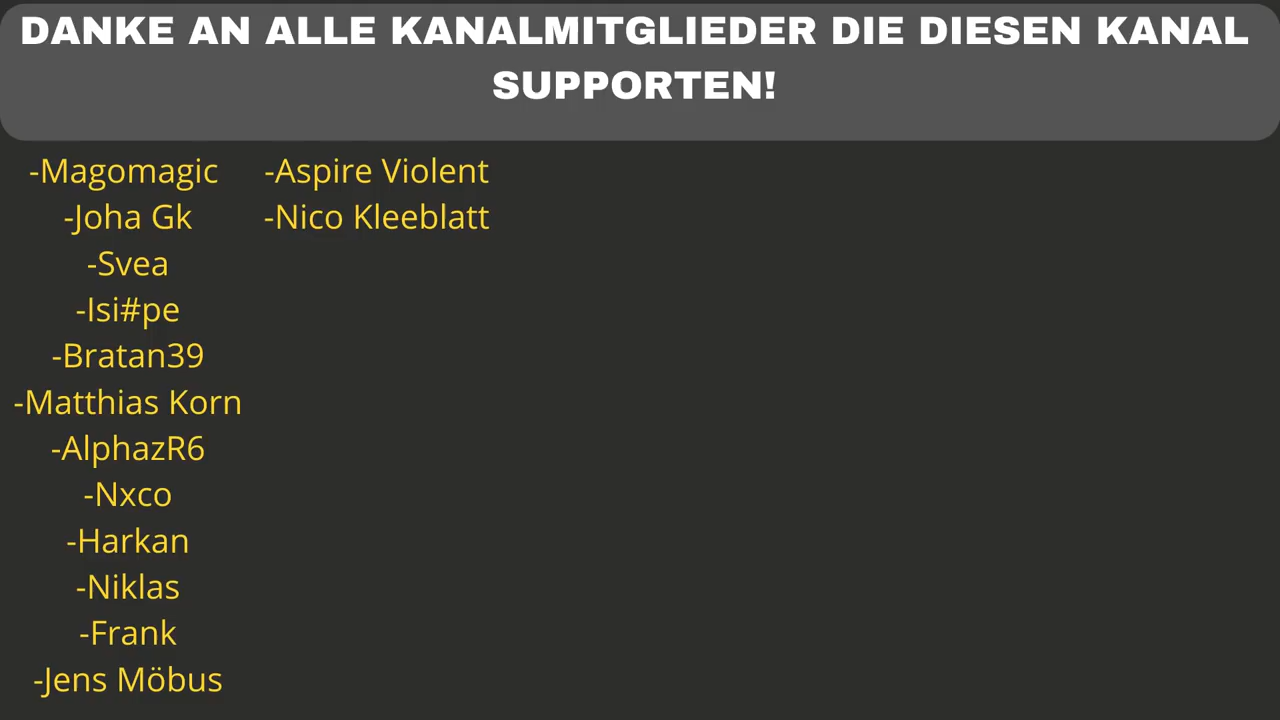 DANKE AN ALLE KANALMITGLIEDER DIE DIESEN KANAL
SUPPORTEN!
-Magomagic
-Joha Gk
-Svea
-Isi#pe
-Bratan39
-Matthias Korn
-AlphazR6
-Nxco
-Harkan
-Niklas
-Frank
-Jens Möbus
-Aspire Violent
-Nico Kleeblatt